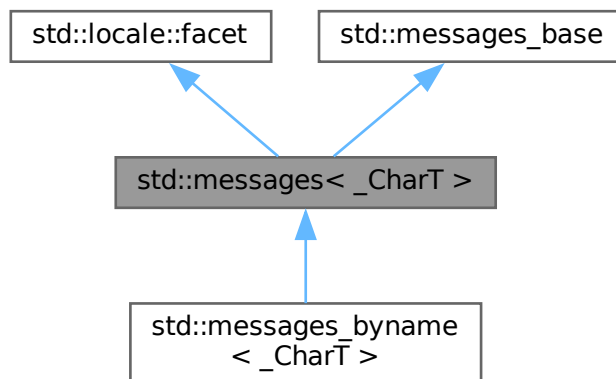 std::locale::facet
std::messages_base
std::messages< _CharT >
std::messages_byname
< _CharT >